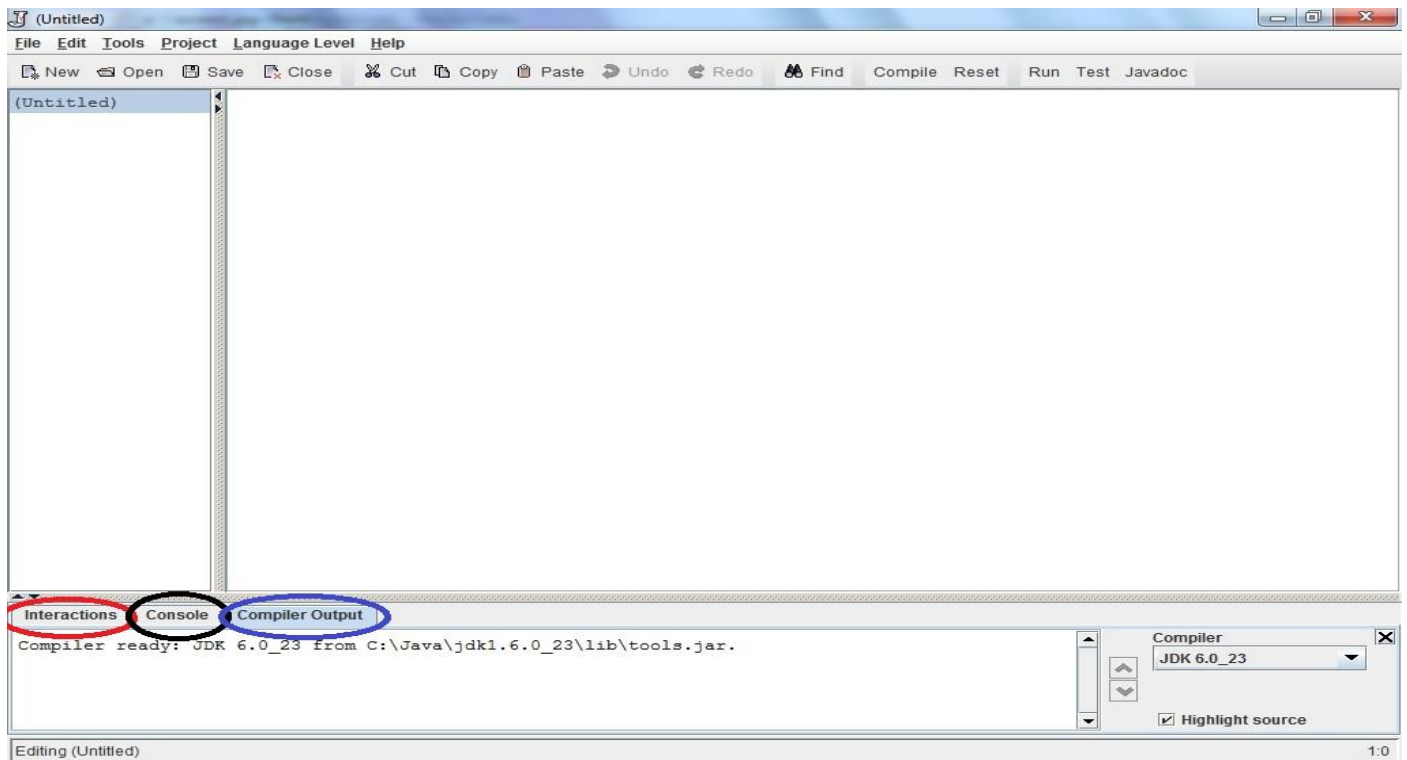 (Untitled)
File Edit Tools Project Language Level Help
New Open Save Close Cut Copy Paste Undo Redo Find Compile Reset Run Test Javadoc
(Untitled)
Interactions Console Compiler Output
Compiler ready: JDK 6.0_23 from C:\Java\jdk1.6.0_23\lib\tools.jar.
Compiler
JDK 6.0_23
Highlight source
Editing (Untitled) 1:0